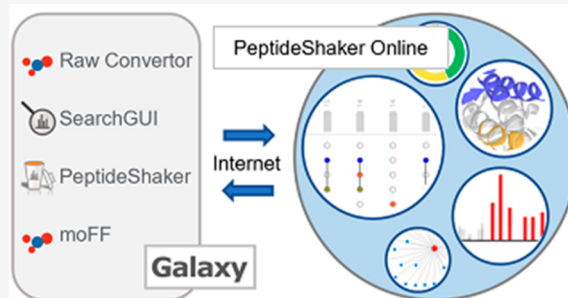 Raw Convertor
SearchGUI
PeptideShaker
moFF
Galaxy
Internet
PeptideShaker Online